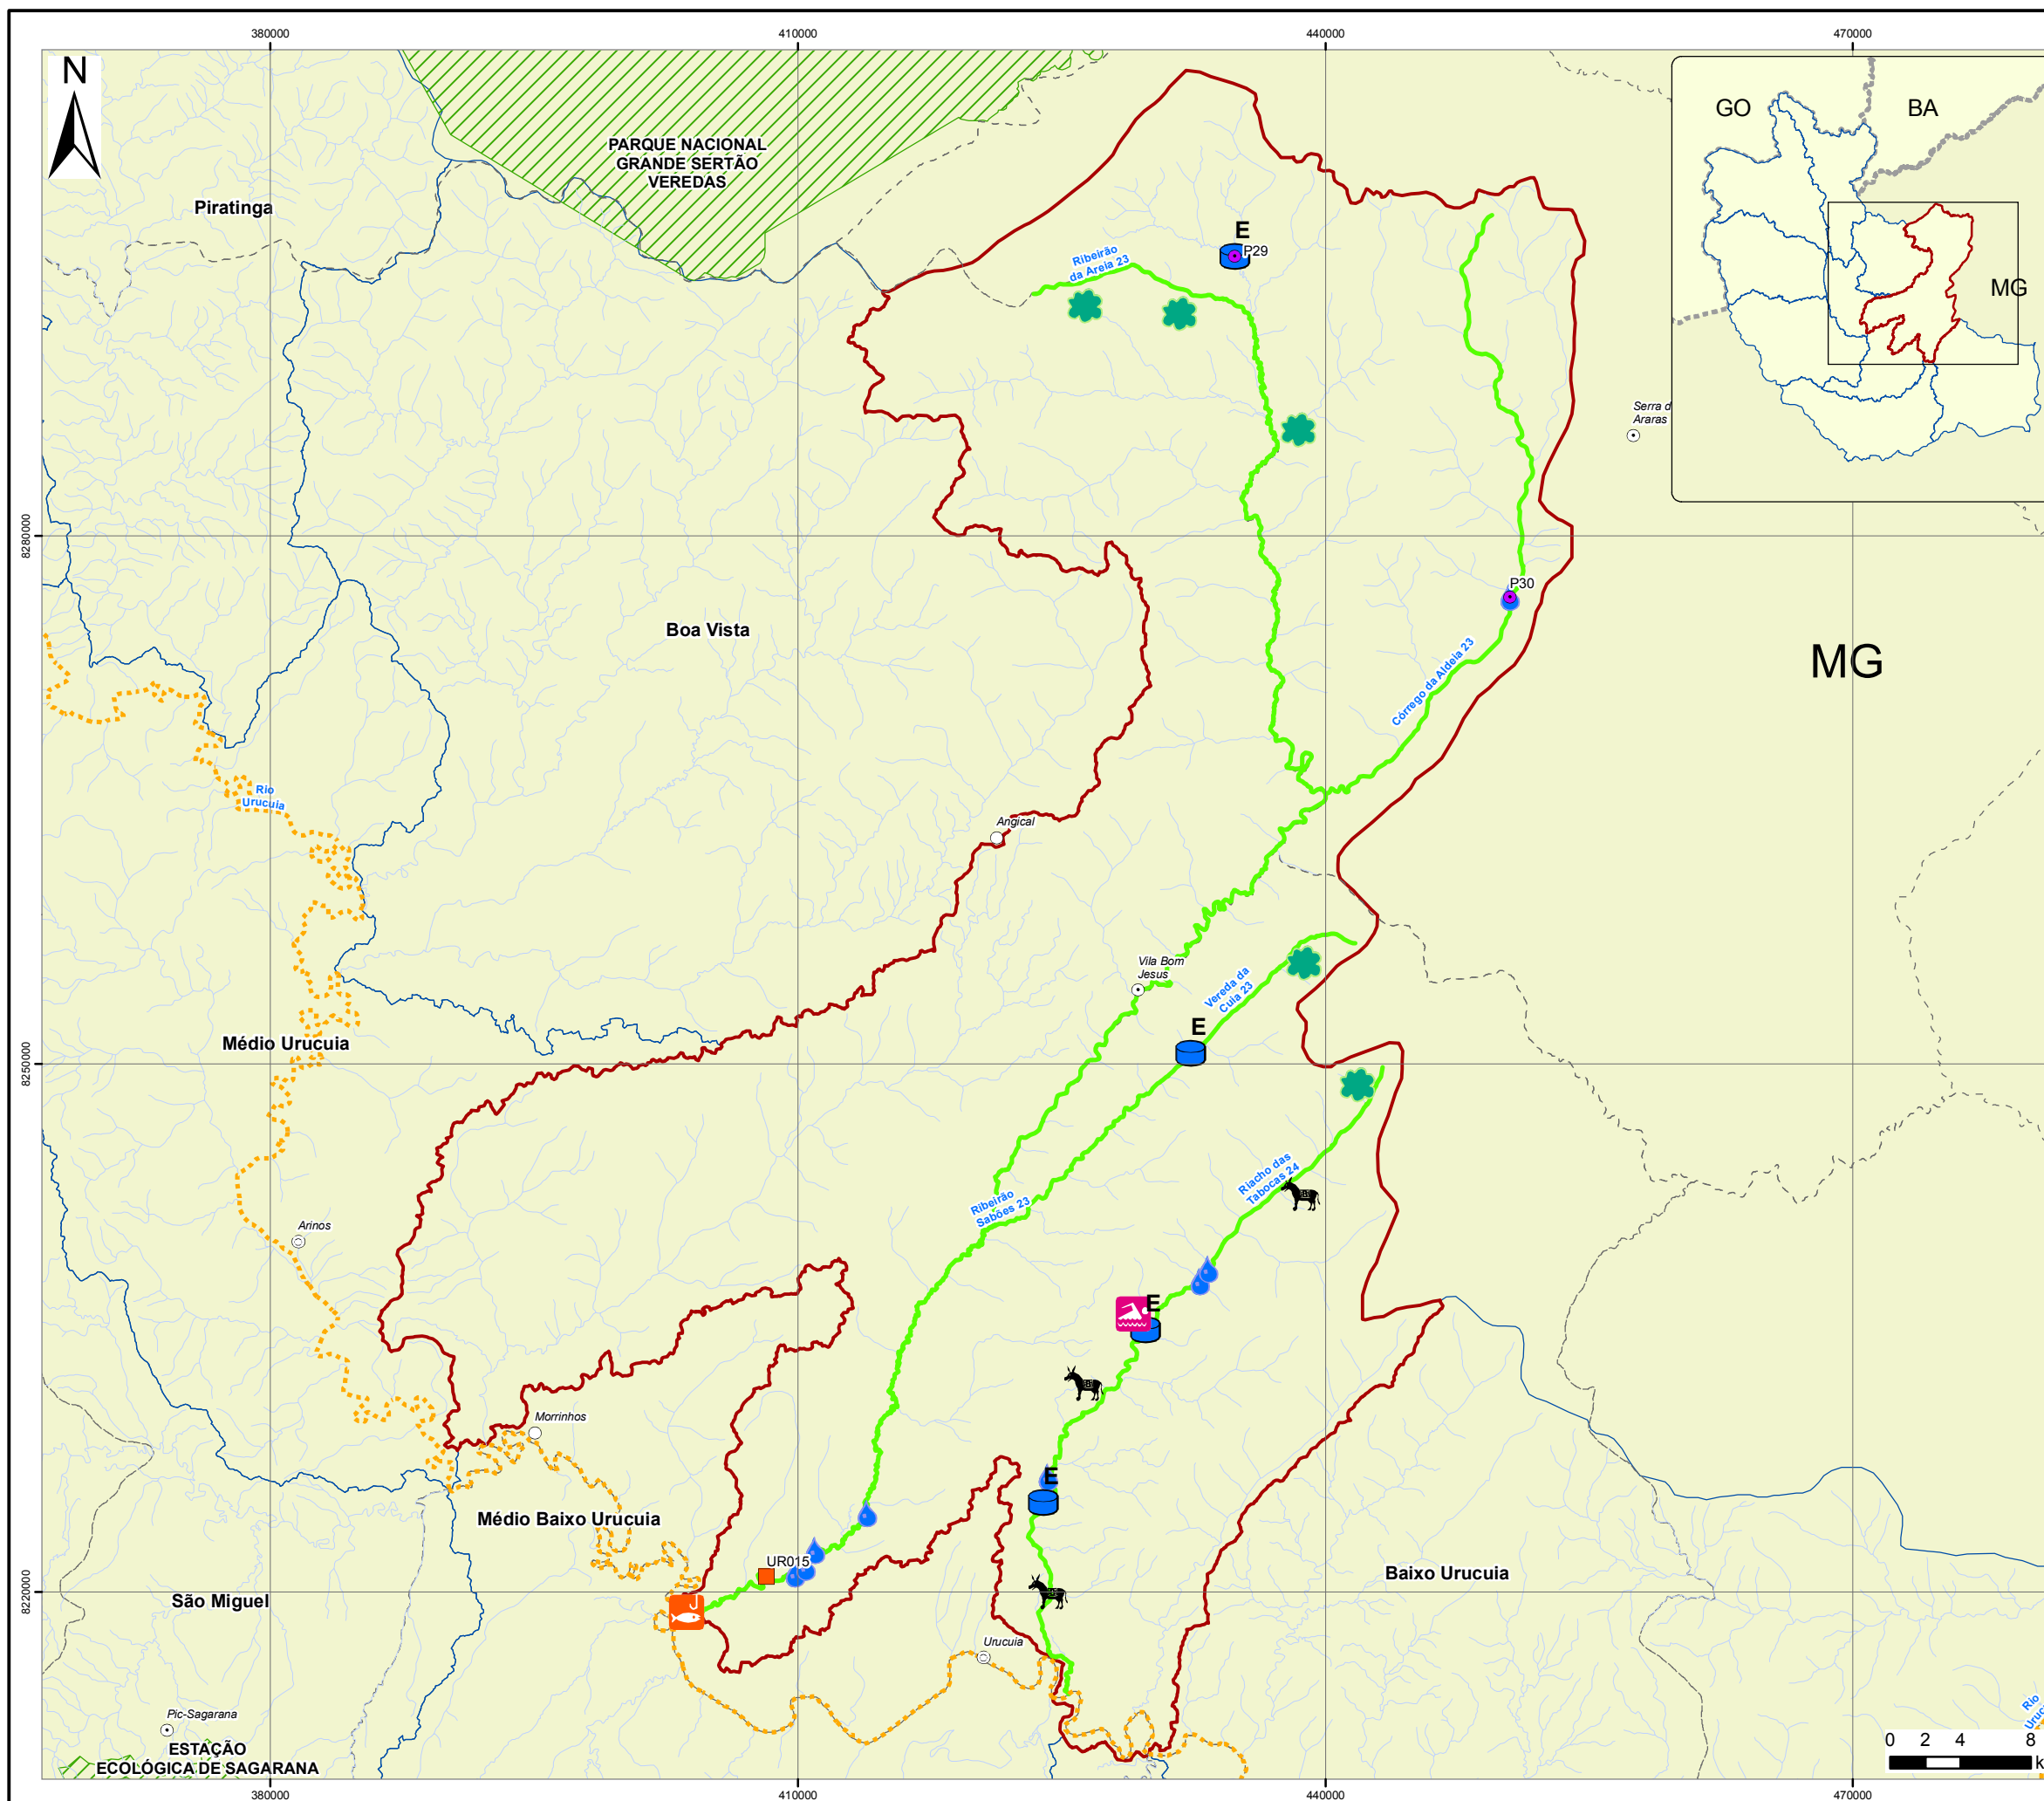 380000
410000
440000
470000
N
GO
BA
MG
PARQUE NACIONAL
GRANDE SERTÃO
VEREDAS
Piratinga
E
P29
Ribeirão
da Areia 23
Serra d
Araras
8280000
P30
Boa Vista
MG
Córrego da Aldeia 23
Rio
Urucuia
Angical
Vila Bom
Jesus
Vereda da
Cuia 23
E
Médio Urucuia
8250000
Riacho das
Tabocas 24
Ribeirão
Sabões 23
Arinos
E
Morrinhos
E
Médio Baixo Urucuia
UR015
Baixo Urucuia
8220000
São Miguel
Urucuia
Pic-Sagarana
Rio
Uruc
ESTAÇÃO
ECOLÓGICA DE SAGARANA
0 2 4 8
k
380000
410000
440000
470000